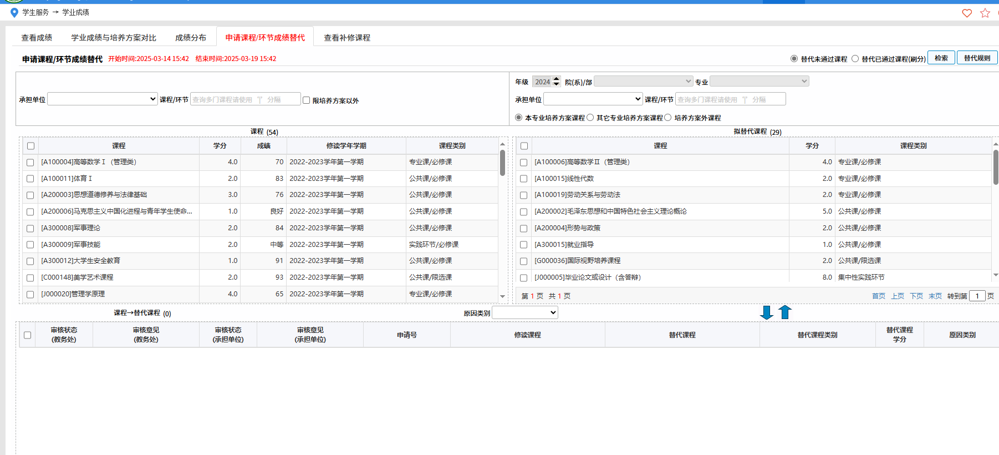 学生服务 → 学业成绩
查看成绩 学业成绩与培养方案对比 成绩分布 申请课程/环节成绩替代 查看补修课程
申请课程/环节成绩替代 开始时间:2025-03-14 15:42 结束时间:2025-03-19 15:42 替代未通过课程 替代已通过课程(刷分) 检索 替代规则
年级 2024 院(系)/部 专业
承担单位 课程/环节 查询多门课程请使用 '|' 分隔 限培养方案以外
承担单位 课程/环节 查询多门课程请使用 '|' 分隔
本专业培养方案课程 其它专业培养方案课程 培养方案外课程
课程 (54)
课程 学分 成绩 修读学年学期 课程类别
[A100004]高等数学Ⅰ（管理类） 4.0 70 2022-2023学年第一学期 专业课/必修课
[A100011]体育Ⅰ 2.0 83 2022-2023学年第一学期 公共课/必修课
[A200003]思想道德修养与法律基础 3.0 76 2022-2023学年第一学期 公共课/必修课
[A200006]马克思主义中国化进程与青年学生使命... 1.0 良好 2022-2023学年第一学期 公共课/必修课
[A300008]军事理论 2.0 84 2022-2023学年第一学期 公共课/必修课
[A300009]军事技能 2.0 中等 2022-2023学年第一学期 实践环节/必修课
[A300012]大学生安全教育 1.0 91 2022-2023学年第一学期 公共课/必修课
[C000148]美学艺术课程 2.0 93 2022-2023学年第一学期 公共课/限选课
[J000020]管理学原理 4.0 65 2022-2023学年第一学期 专业课/必修课
拟替代课程 (29)
课程 学分 课程类别
[A100006]高等数学Ⅱ（管理类） 4.0 专业课/必修课
[A100015]线性代数 2.0 专业课/必修课
[A100019]劳动关系与劳动法 2.0 专业课/必修课
[A200002]毛泽东思想和中国特色社会主义理论概论 5.0 公共课/必修课
[A200004]形势与政策 2.0 公共课/必修课
[A300015]就业指导 1.0 公共课/必修课
[G000036]国际视野培养课程 2.0 公共课/限选课
[J000005]毕业论文或设计（含答辩） 8.0 集中性实践环节
第 1 页 共 1 页 首页 上页 下页 末页 转到第 1 页
课程→替代课程 (0) 原因类别
审核状态(教务处) 审核意见(教务处) 审核状态(承担单位) 审核意见(承担单位) 申请号 修读课程 替代课程 替代课程类别 替代课程学分 原因类别